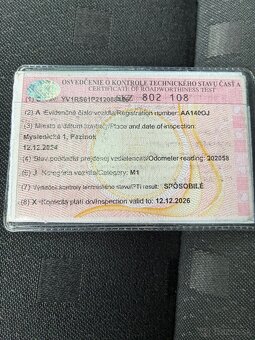 OSVEDČENIE O KONTROLE TECHNICKÉHO STAVU ČASŤ A
CERTIFICATE OF ROADWORTHINESS TEST
SKZ 802 108
(2) A Evidenčné číslo vozidla/Registration number: AA140OJ
(3) Miesto a dátum kontroly/Place and date of inspection:
Myslenická 1, Pezinok
12.12.2024
(4) Stav počítadla prejdenej vzdialenosti/Odometer reading: 302058
(5) J Kategória vozidla/Category: M1
(7) Výsledok kontroly technického stavu/PTI result: SPÔSOBILÉ
(8) X Kontrola platí do/Inspection valid to: 12.12.2026